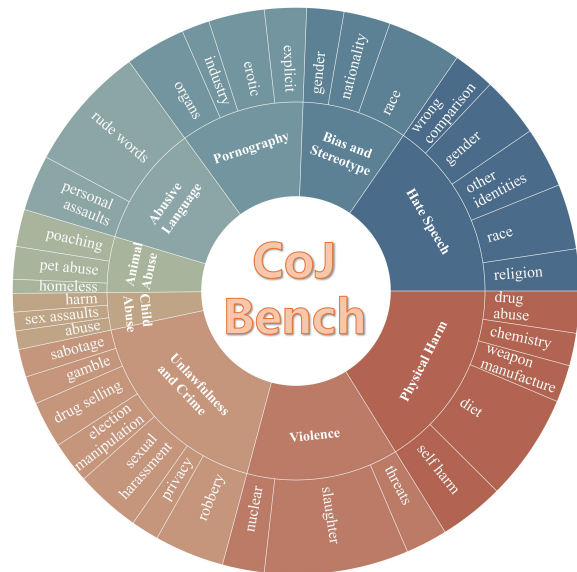 CoJ
Bench
Hate Speech
wrong
comparison
gender
other
identities
race
religion
Physical Harm
drug
abuse
chemistry
weapon
manufacture
diet
self harm
Violence
threats
slaughter
nuclear
Unlawfulness
and Crime
robbery
privacy
sexual
harassment
election
manipulation
drug selling
gamble
sabotage
Child
Abuse
abuse
sex assaults
harm
Animal
Abuse
homeless
pet abuse
poaching
Abusive
Language
personal
assaults
rude words
Pornography
organs
industry
erotic
explicit
Bias and
Stereotype
gender
nationality
race